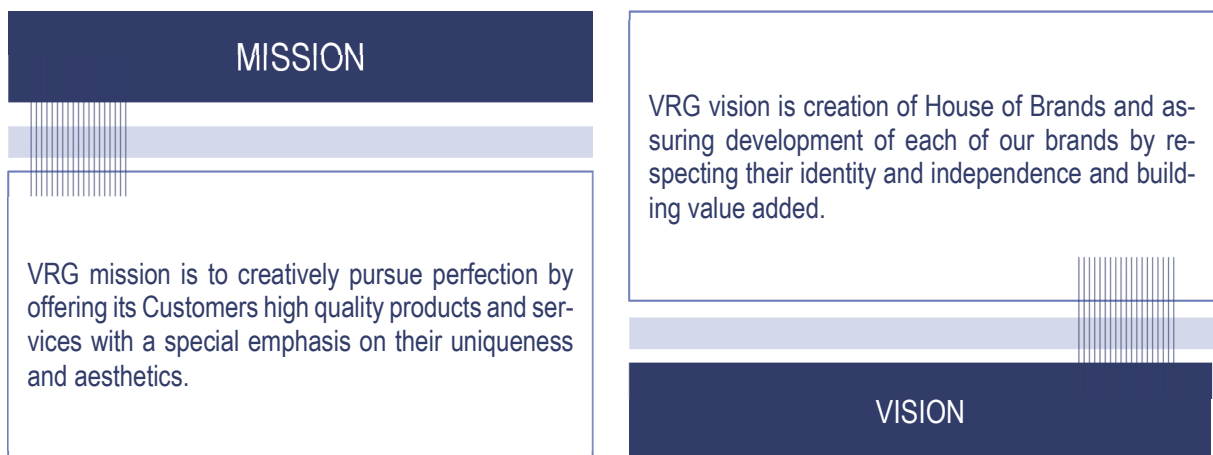 MISSION
VRG mission is to creatively pursue perfection by
offering its Customers high quality products and ser-
vices with a special emphasis on their uniqueness
and aesthetics.
VRG vision is creation of House of Brands and as-
suring development of each of our brands by re-
specting their identity and independence and build-
ing value added.
VISION